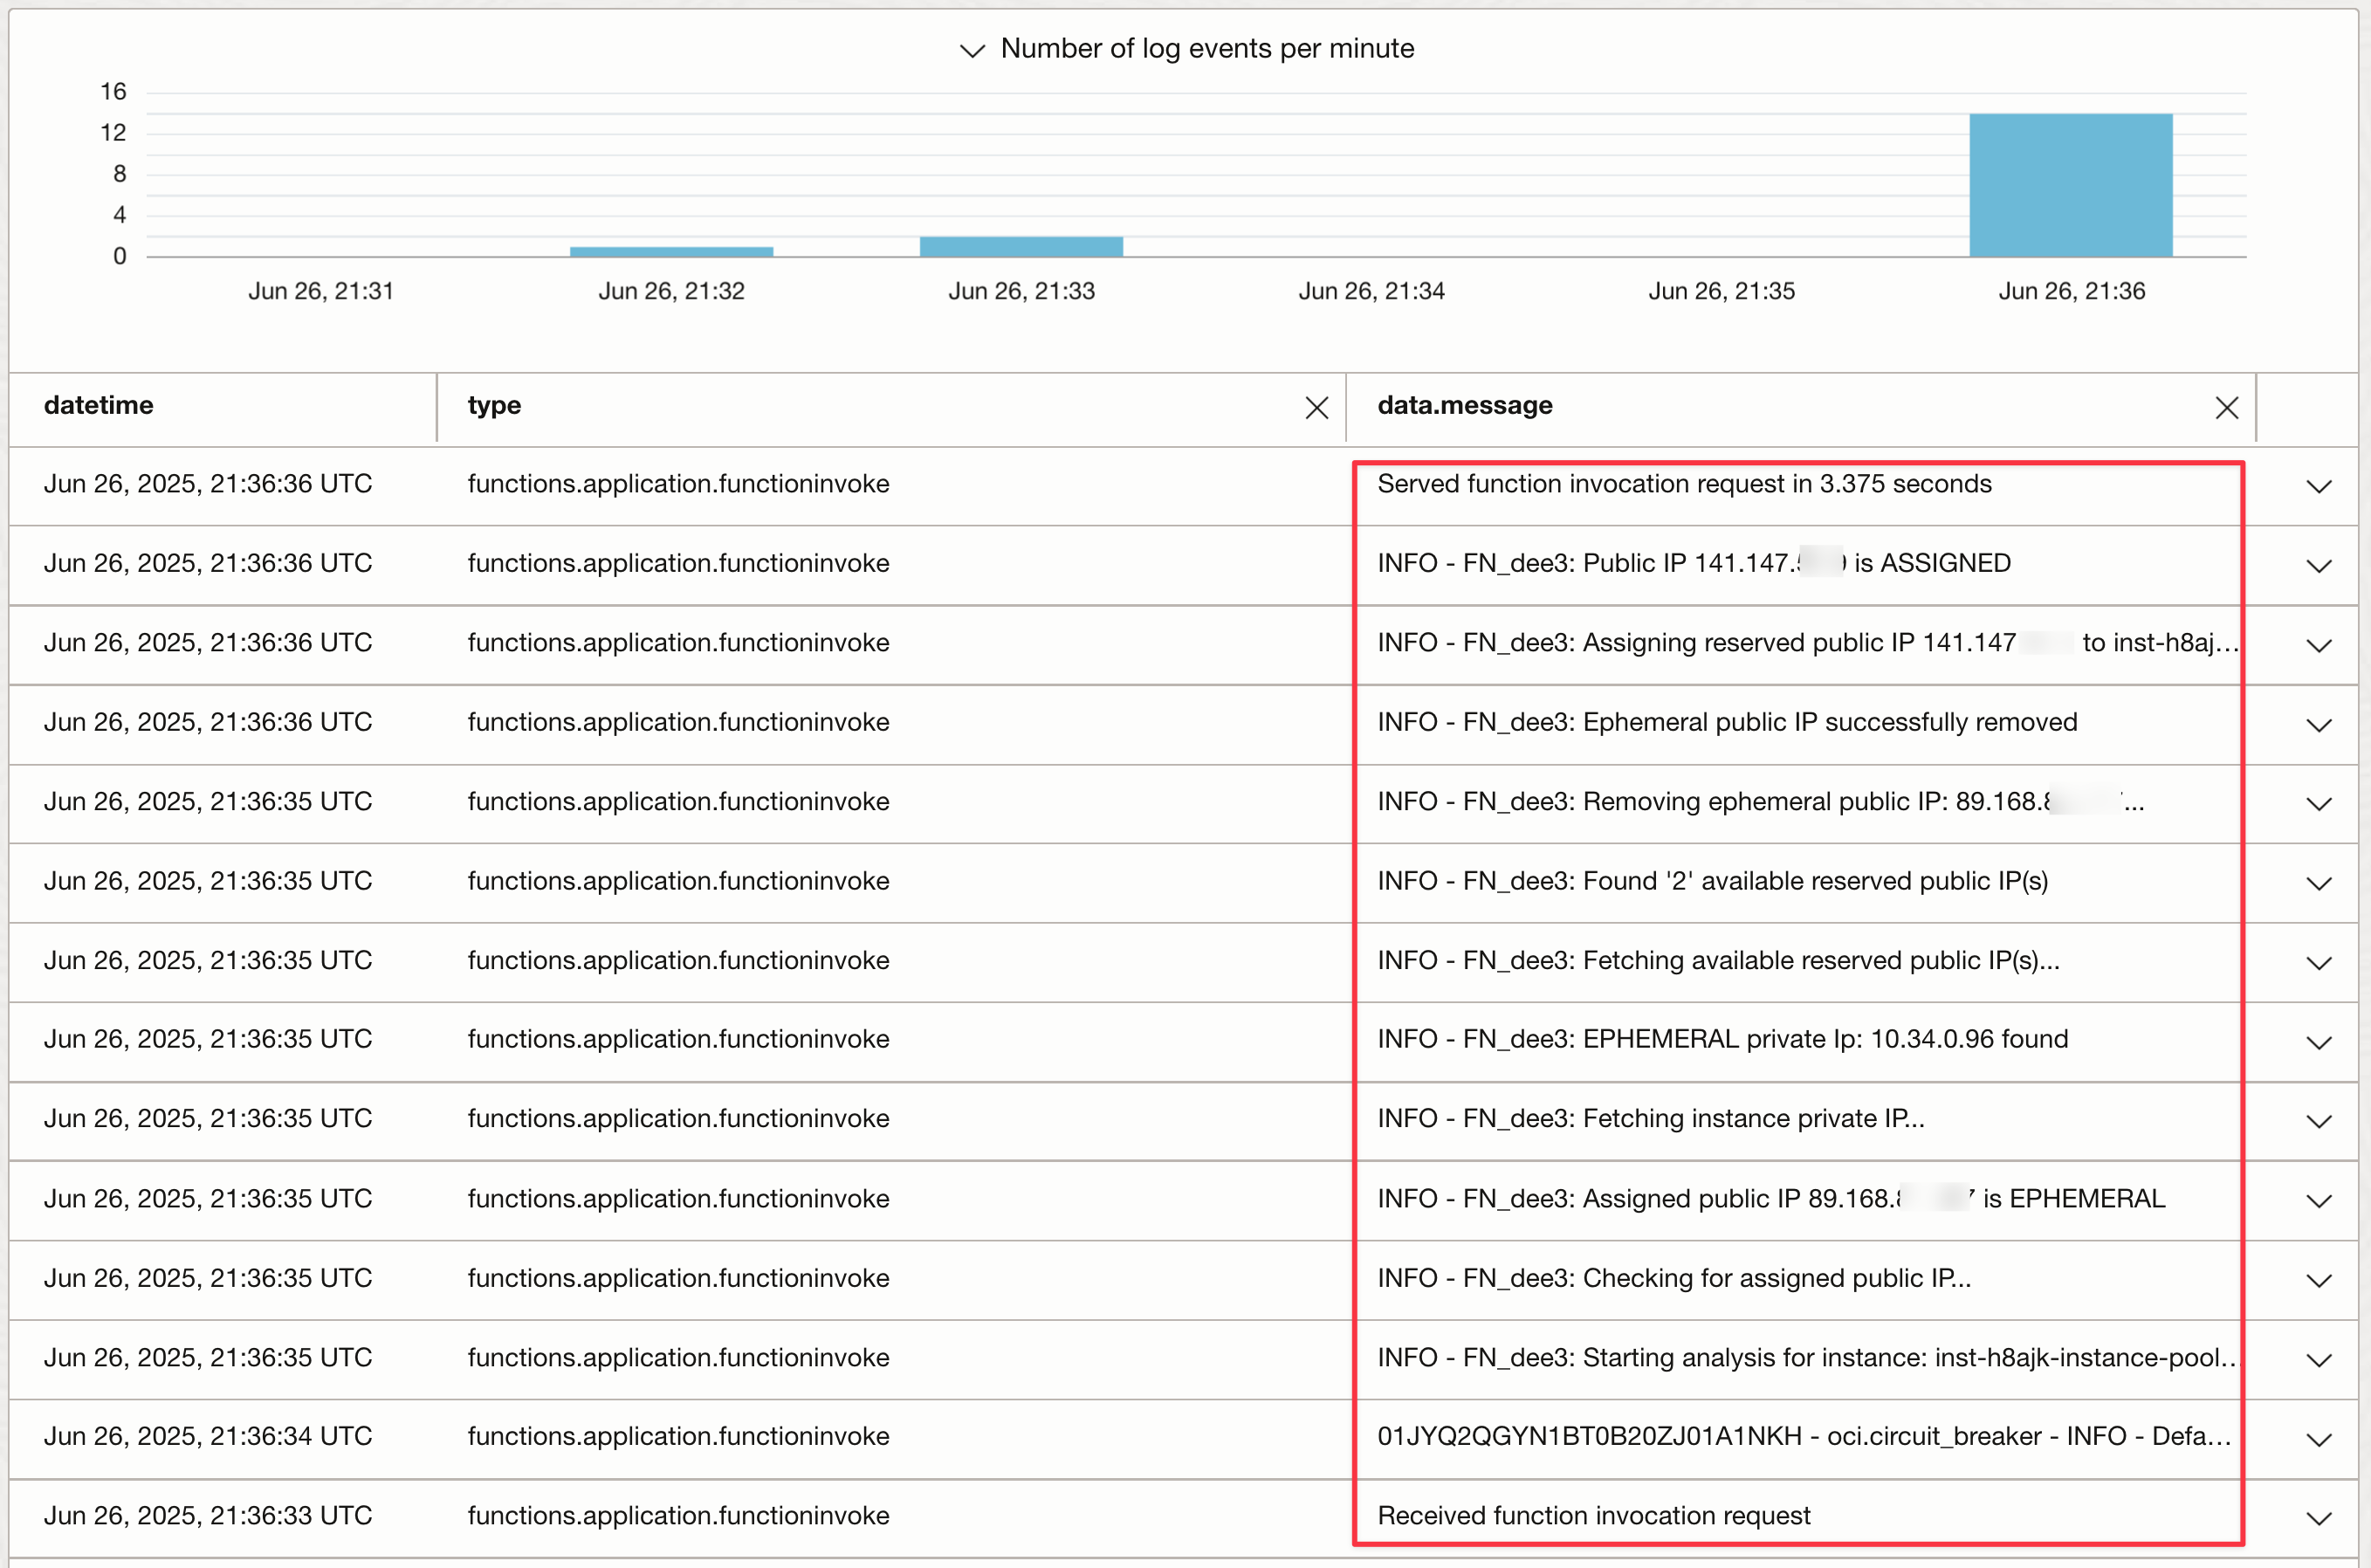 Number of log events per minute
16
12
8
4
0
Jun 26, 21:31 Jun 26, 21:32 Jun 26, 21:33 Jun 26, 21:34 Jun 26, 21:35 Jun 26, 21:36
datetime type data.message
Jun 26, 2025, 21:36:36 UTC functions.application.functioninvoke Served function invocation request in 3.375 seconds
Jun 26, 2025, 21:36:36 UTC functions.application.functioninvoke INFO - FN_dee3: Public IP 141.147. is ASSIGNED
Jun 26, 2025, 21:36:36 UTC functions.application.functioninvoke INFO - FN_dee3: Assigning reserved public IP 141.147 to inst-h8aj...
Jun 26, 2025, 21:36:36 UTC functions.application.functioninvoke INFO - FN_dee3: Ephemeral public IP successfully removed
Jun 26, 2025, 21:36:35 UTC functions.application.functioninvoke INFO - FN_dee3: Removing ephemeral public IP: 89.168. ...
Jun 26, 2025, 21:36:35 UTC functions.application.functioninvoke INFO - FN_dee3: Found '2' available reserved public IP(s)
Jun 26, 2025, 21:36:35 UTC functions.application.functioninvoke INFO - FN_dee3: Fetching available reserved public IP(s)...
Jun 26, 2025, 21:36:35 UTC functions.application.functioninvoke INFO - FN_dee3: EPHEMERAL private Ip: 10.34.0.96 found
Jun 26, 2025, 21:36:35 UTC functions.application.functioninvoke INFO - FN_dee3: Fetching instance private IP...
Jun 26, 2025, 21:36:35 UTC functions.application.functioninvoke INFO - FN_dee3: Assigned public IP 89.168. is EPHEMERAL
Jun 26, 2025, 21:36:35 UTC functions.application.functioninvoke INFO - FN_dee3: Checking for assigned public IP...
Jun 26, 2025, 21:36:35 UTC functions.application.functioninvoke INFO - FN_dee3: Starting analysis for instance: inst-h8ajk-instance-pool...
Jun 26, 2025, 21:36:34 UTC functions.application.functioninvoke 01JYQ2QGYN1BT0B20ZJ01A1NKH - oci.circuit_breaker - INFO - Defa...
Jun 26, 2025, 21:36:33 UTC functions.application.functioninvoke Received function invocation request